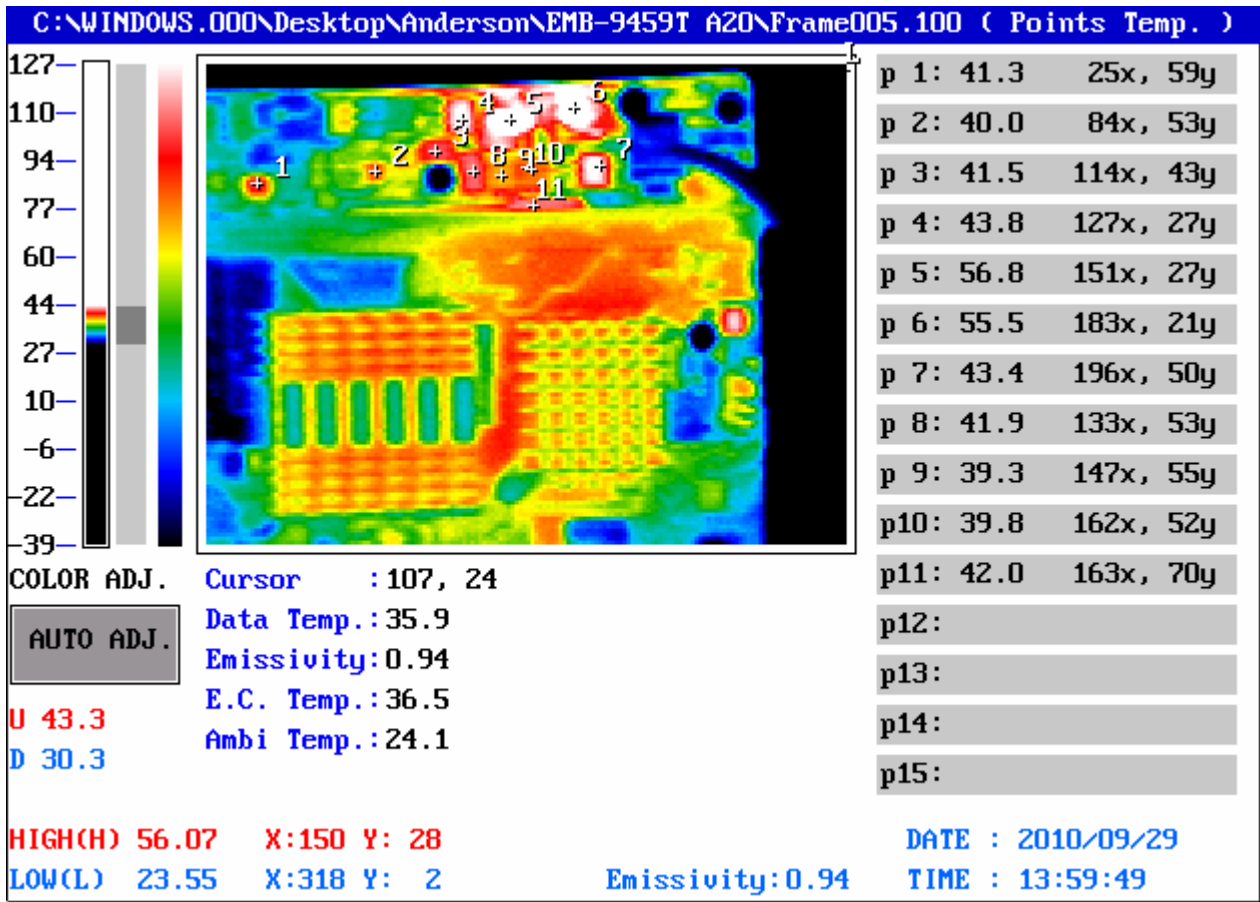 C:\WINDOWS.000\Desktop\Anderson\EMB-9459T A20\Frame005.100 ( Points Temp. )
127
110
94
77
60
44
27
10
-6
-22
-39
1
2
3
4
5
6
7
8
9
10
11
p 1: 41.3 25x, 59y
p 2: 40.0 84x, 53y
p 3: 41.5 114x, 43y
p 4: 43.8 127x, 27y
p 5: 56.8 151x, 27y
p 6: 55.5 183x, 21y
p 7: 43.4 196x, 50y
p 8: 41.9 133x, 53y
p 9: 39.3 147x, 55y
p10: 39.8 162x, 52y
p11: 42.0 163x, 70y
p12:
p13:
p14:
p15:
COLOR ADJ.
AUTO ADJ.
U 43.3
D 30.3
Cursor :107, 24
Data Temp.:35.9
Emissivity:0.94
E.C. Temp.:36.5
Ambi Temp.:24.1
HIGH(H) 56.07 X:150 Y: 28
LOW(L) 23.55 X:318 Y: 2
Emissivity:0.94
DATE : 2010/09/29
TIME : 13:59:49